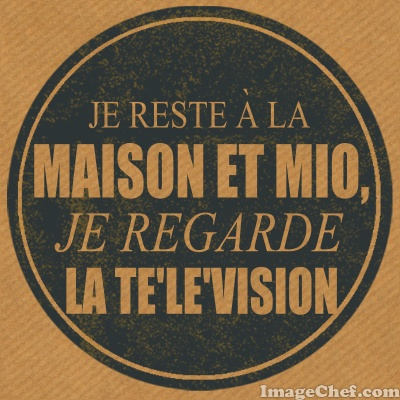 JE RESTE À LA
MAISON ET MIO,
JE REGARDE
LA TE'LE'VISION
ImageChef.com